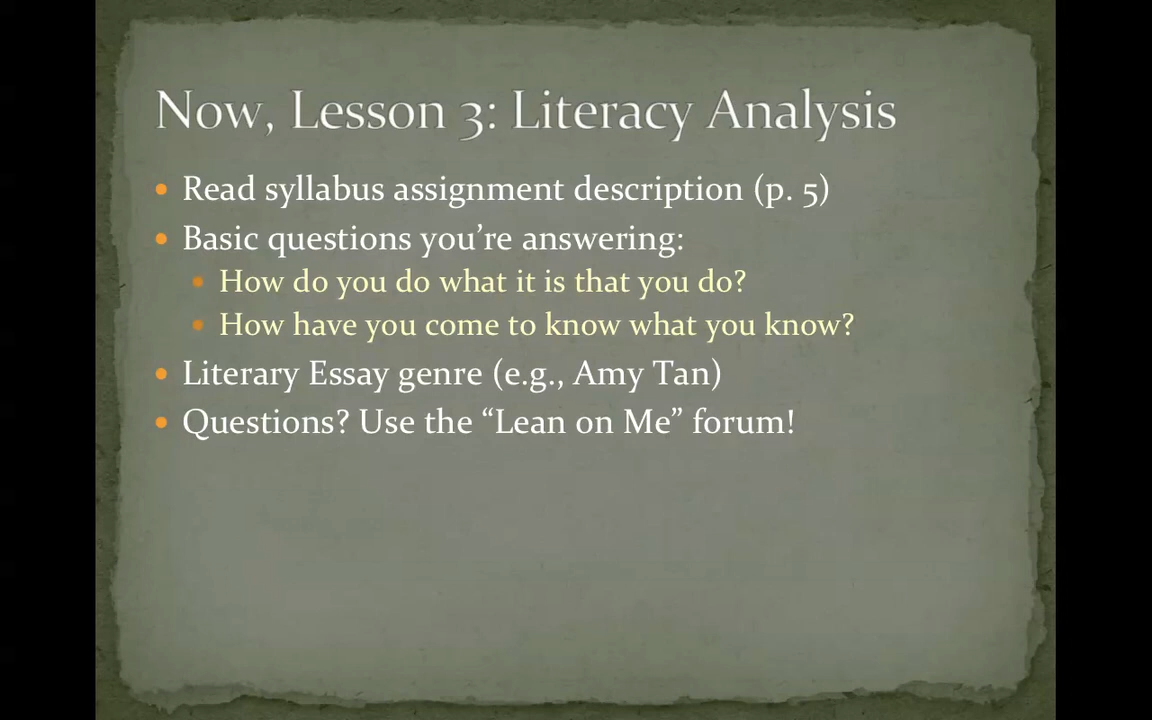 Now, Lesson 3: Literacy Analysis
Read syllabus assignment description (p. 5)
Basic questions you’re answering:
How do you do what it is that you do?
How have you come to know what you know?
Literary Essay genre (e.g., Amy Tan)
Questions? Use the “Lean on Me” forum!